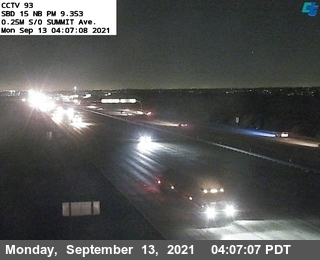 CCTV 93
SBD 15 NB PM 9.353
0.25M S/O SUMMIT Ave.
Mon Sep 13 04:07:08 2021
Monday, September 13, 2021 04:07:07 PDT